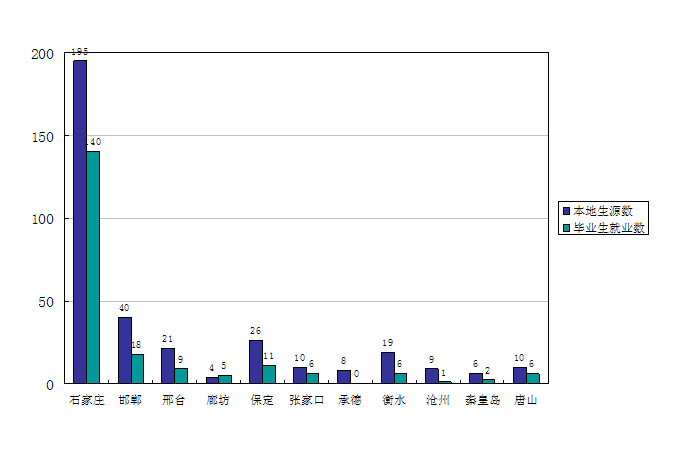 200
150
100
50
0
195
140
40
18
21
9
4
5
26
11
10
6
8
0
19
6
9
1
6
2
10
6
石家庄
邯郸
邢台
廊坊
保定
张家口
承德
衡水
沧州
秦皇岛
唐山
本地生源数
毕业生就业数